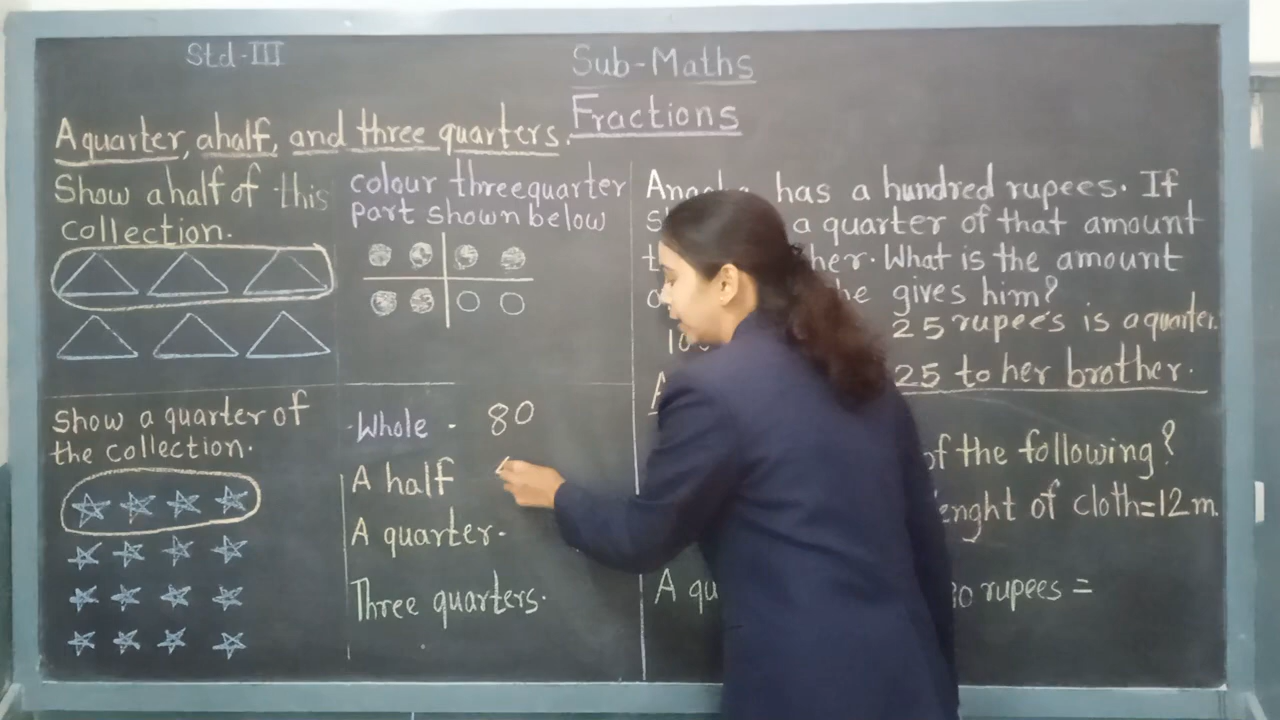 Std-III
Sub-Maths
Fractions
A quarter, a half, and three quarters.
Show a half of this
collection.
colour three quarter
part shown below
Show a quarter of
the collection.
Whole - 80
A half
A quarter.
Three quarters.
has a hundred rupees. If
a quarter of that amount
her. What is the amount
he gives him?
25 rupees is a quarter.
25 to her brother.
of the following?
lenght of cloth=12m.
A qu
rupees =